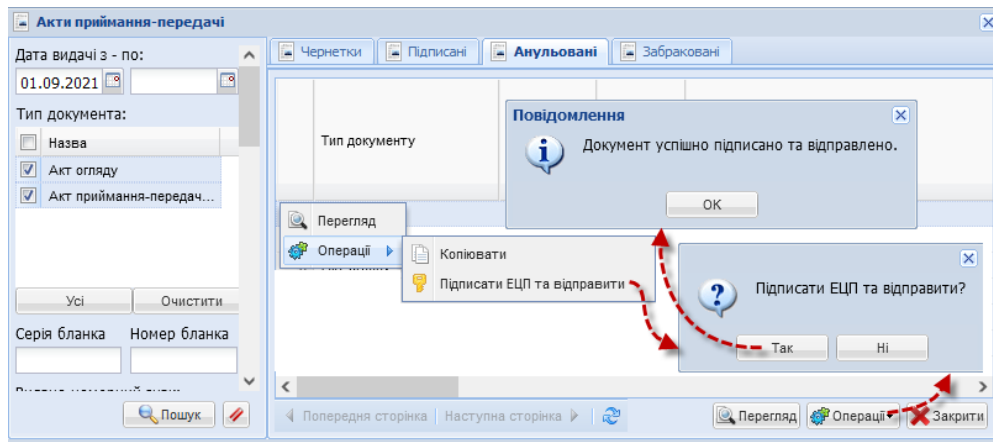 Акти приймання-передачі
Дата видачі з - по:
01.09.2021
Тип документа:
Назва
Акт огляду
Акт приймання-передач...
Усі
Очистити
Серія бланка
Номер бланка
Пошук
Чернетки
Підписані
Анульовані
Забраковані
Тип документу
Повідомлення
Документ успішно підписано та відправлено.
OK
Перегляд
Операції
Копіювати
Підписати ЕЦП та відправити
Підписати ЕЦП та відправити?
Так
Ні
Попередня сторінка
Наступна сторінка
Перегляд
Операції
Закрити